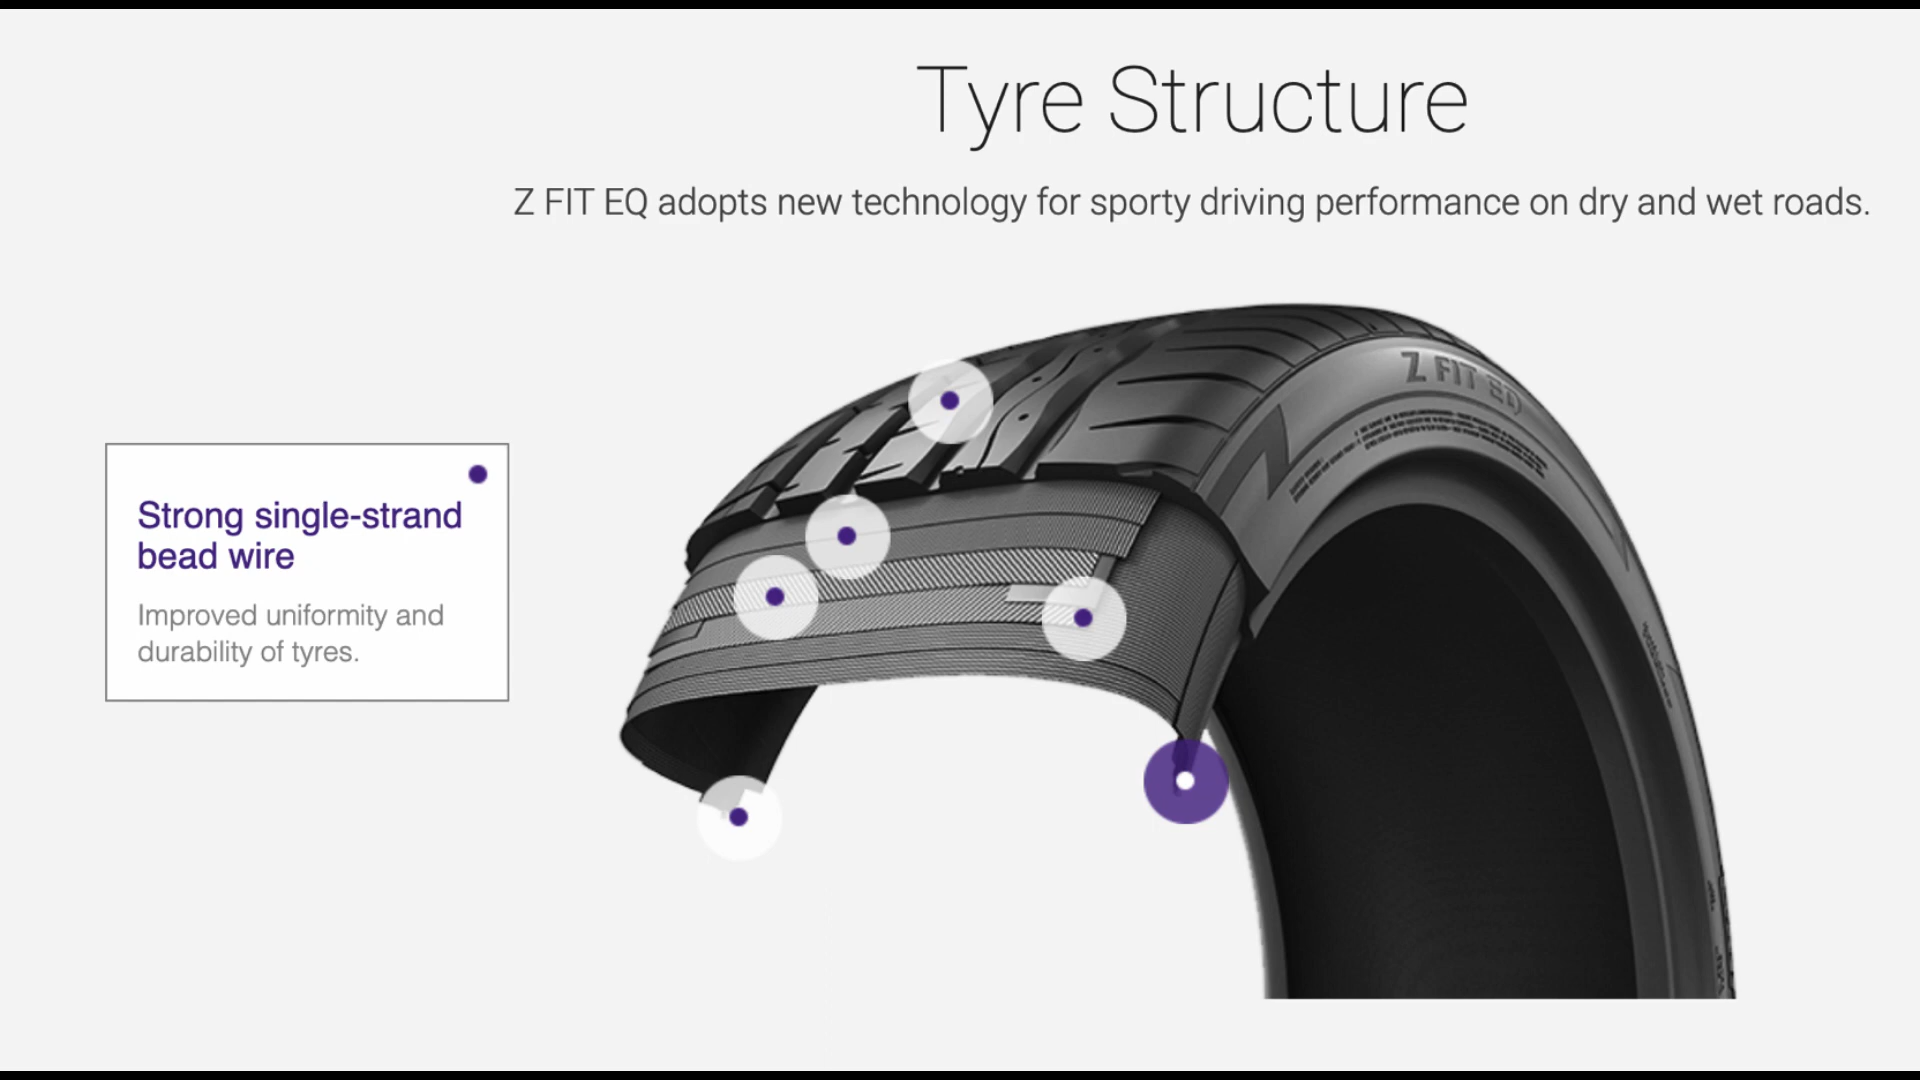 Tyre Structure
Z FIT EQ adopts new technology for sporty driving performance on dry and wet roads.
Z FIT EQ
Strong single-strand
bead wire
Improved uniformity and
durability of tyres.